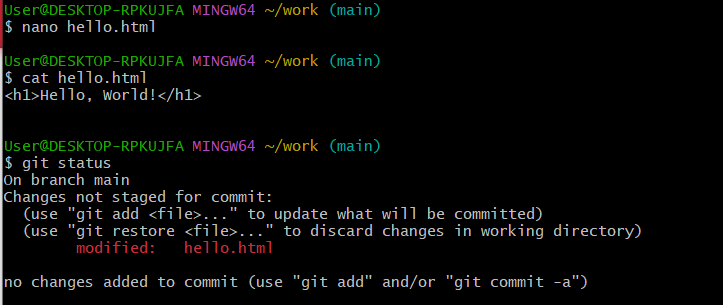 User@DESKTOP-RPKUJFA MINGW64 ~/work (main)
$ nano hello.html
User@DESKTOP-RPKUJFA MINGW64 ~/work (main)
$ cat hello.html
<h1>Hello, World!</h1>
User@DESKTOP-RPKUJFA MINGW64 ~/work (main)
$ git status
On branch main
Changes not staged for commit:
  (use "git add <file>..." to update what will be committed)
  (use "git restore <file>..." to discard changes in working directory)
        modified:   hello.html
no changes added to commit (use "git add" and/or "git commit -a")